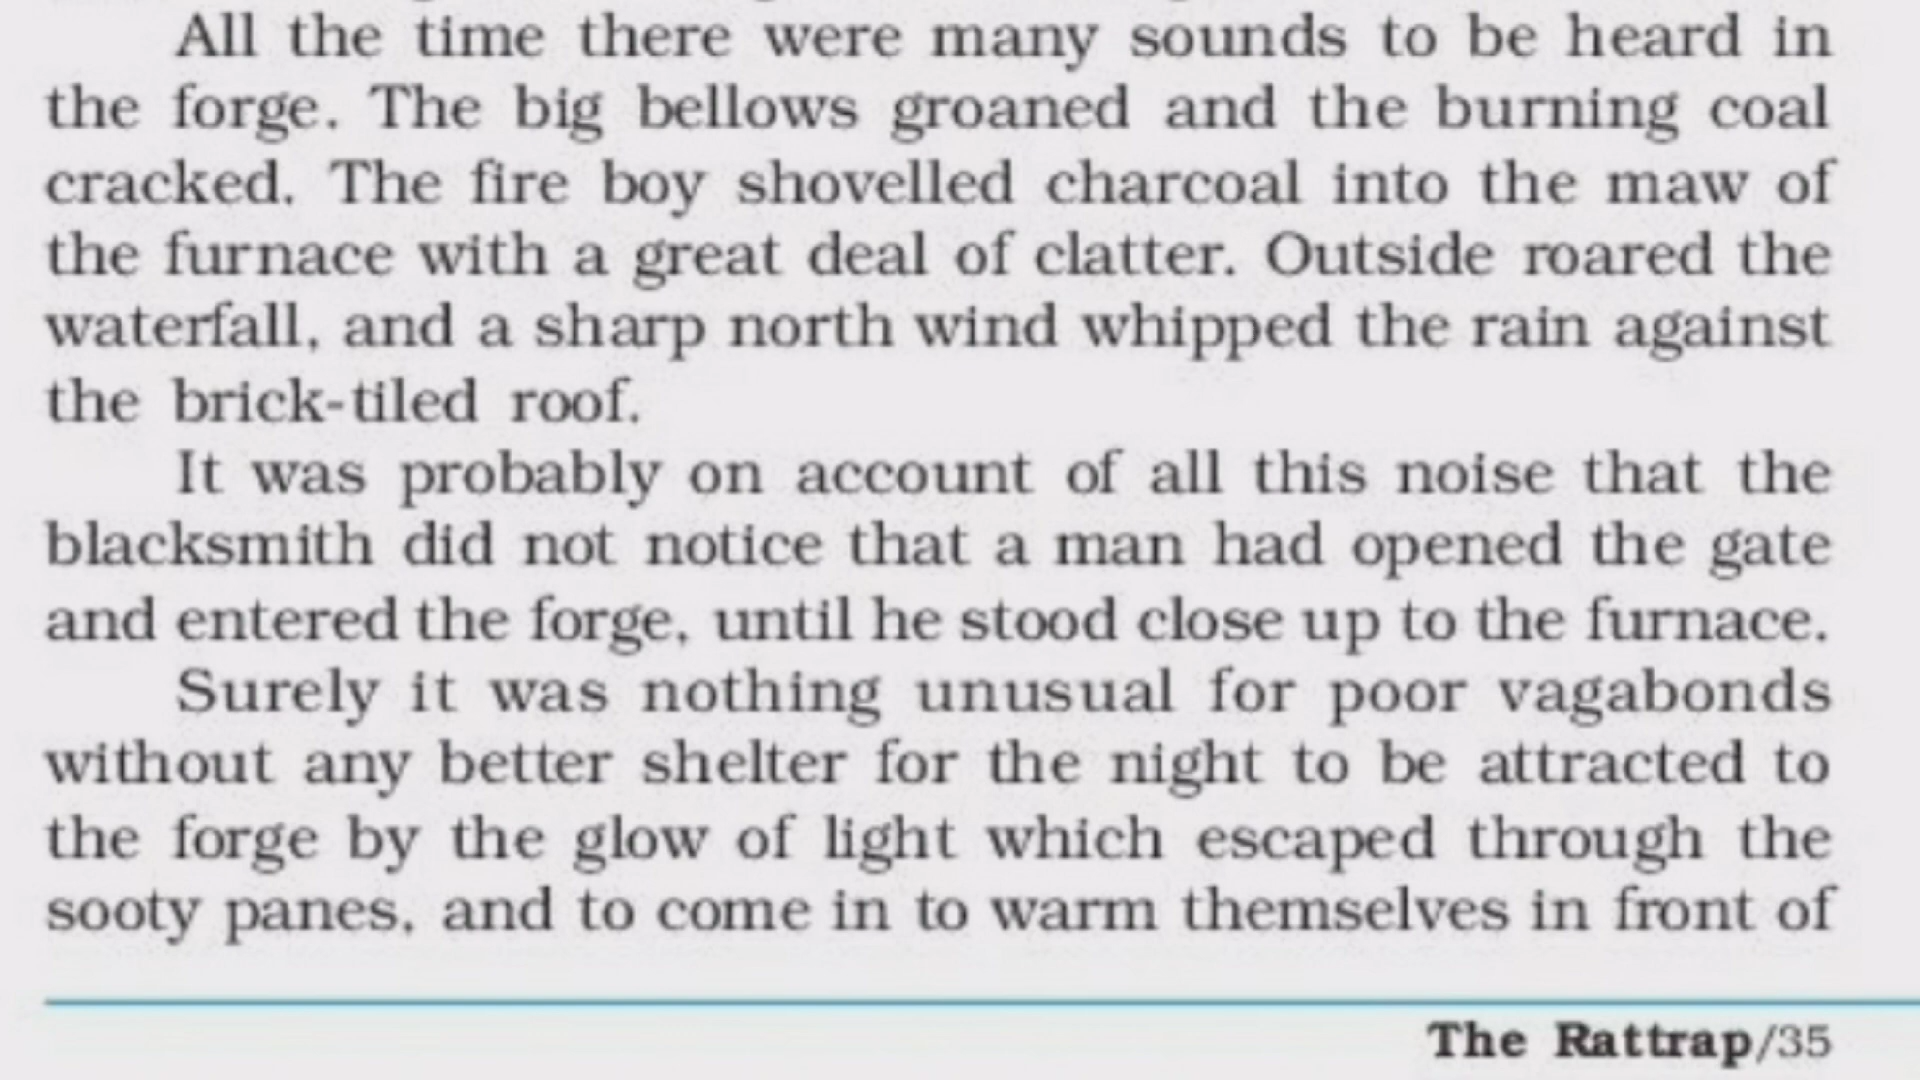 All the time there were many sounds to be heard in
the forge. The big bellows groaned and the burning coal
cracked. The fire boy shovelled charcoal into the maw of
the furnace with a great deal of clatter. Outside roared the
waterfall, and a sharp north wind whipped the rain against
the brick-tiled roof.
It was probably on account of all this noise that the
blacksmith did not notice that a man had opened the gate
and entered the forge, until he stood close up to the furnace.
Surely it was nothing unusual for poor vagabonds
without any better shelter for the night to be attracted to
the forge by the glow of light which escaped through the
sooty panes, and to come in to warm themselves in front of
The Rattrap/35